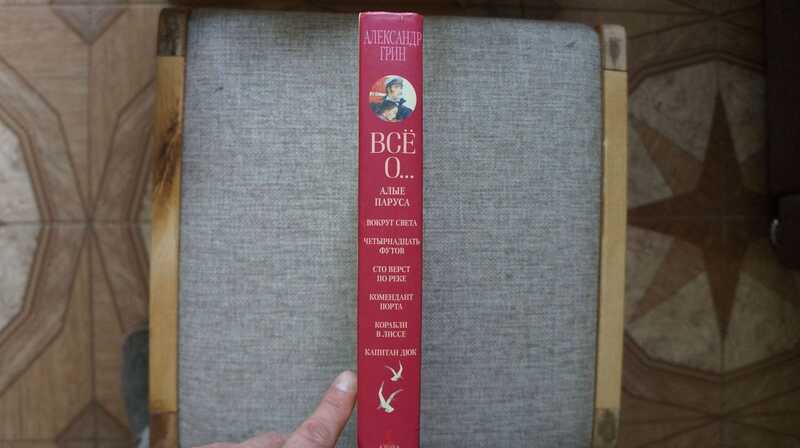 АЛЕКСАНДР
ГРИН
ВСЁ
О...
АЛЫЕ
ПАРУСА
ВОКРУГ СВЕТА
ЧЕТЫРНАДЦАТЬ
ФУТОВ
СТО ВЕРСТ
ПО РЕКЕ
КОМЕНДАНТ
ПОРТА
КОРАБЛИ
В ЛИССЕ
КАПИТАН ДЮК